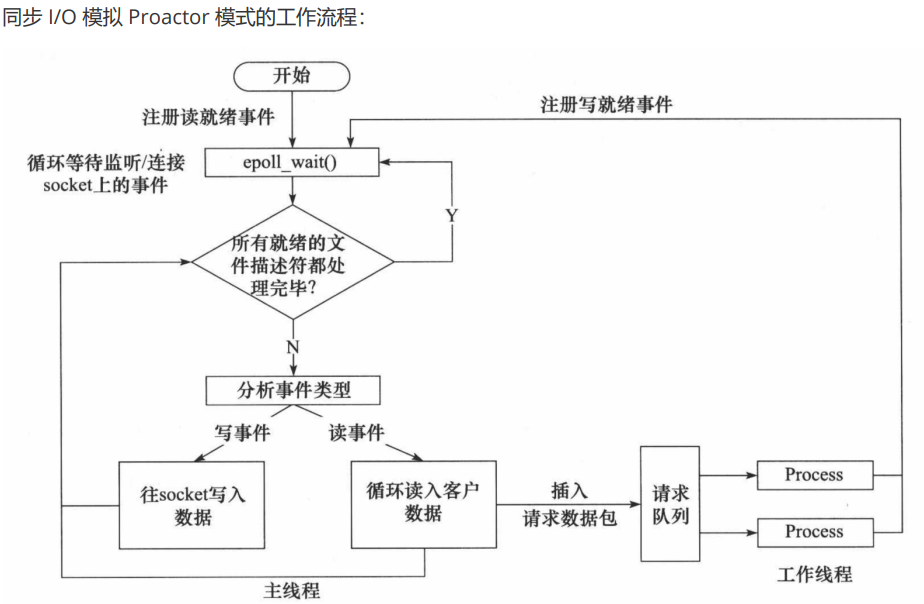 同步 I/O 模拟 Proactor 模式的工作流程：
开始
注册读就绪事件
注册写就绪事件
循环等待监听/连接
socket上的事件
epoll_wait()
Y
所有就绪的文
件描述符都处
理完毕？
N
分析事件类型
写事件
读事件
往socket写入
数据
循环读入客户
数据
插入
请求数据包
请求
队列
Process
Process
主线程
工作线程